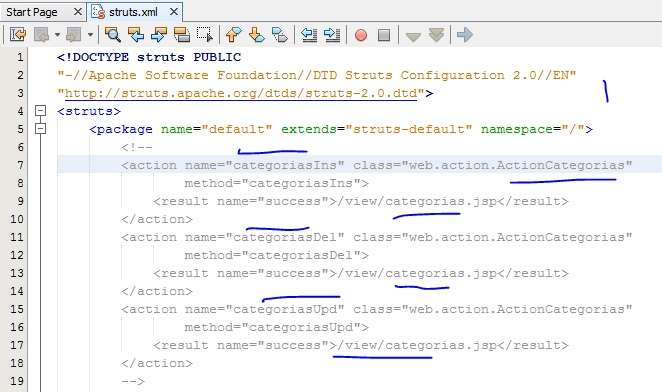 Start Page struts.xml
1 <!DOCTYPE struts PUBLIC
2 "-//Apache Software Foundation//DTD Struts Configuration 2.0//EN"
3 "http://struts.apache.org/dtds/struts-2.0.dtd">
4 <struts>
5 <package name="default" extends="struts-default" namespace="/">
6 <!--
7 <action name="categoriasIns" class="web.action.ActionCategorias"
8 method="categoriasIns">
9 <result name="success">/view/categorias.jsp</result>
10 </action>
11 <action name="categoriasDel" class="web.action.ActionCategorias"
12 method="categoriasDel">
13 <result name="success">/view/categorias.jsp</result>
14 </action>
15 <action name="categoriasUpd" class="web.action.ActionCategorias"
16 method="categoriasUpd">
17 <result name="success">/view/categorias.jsp</result>
18 </action>
19 -->